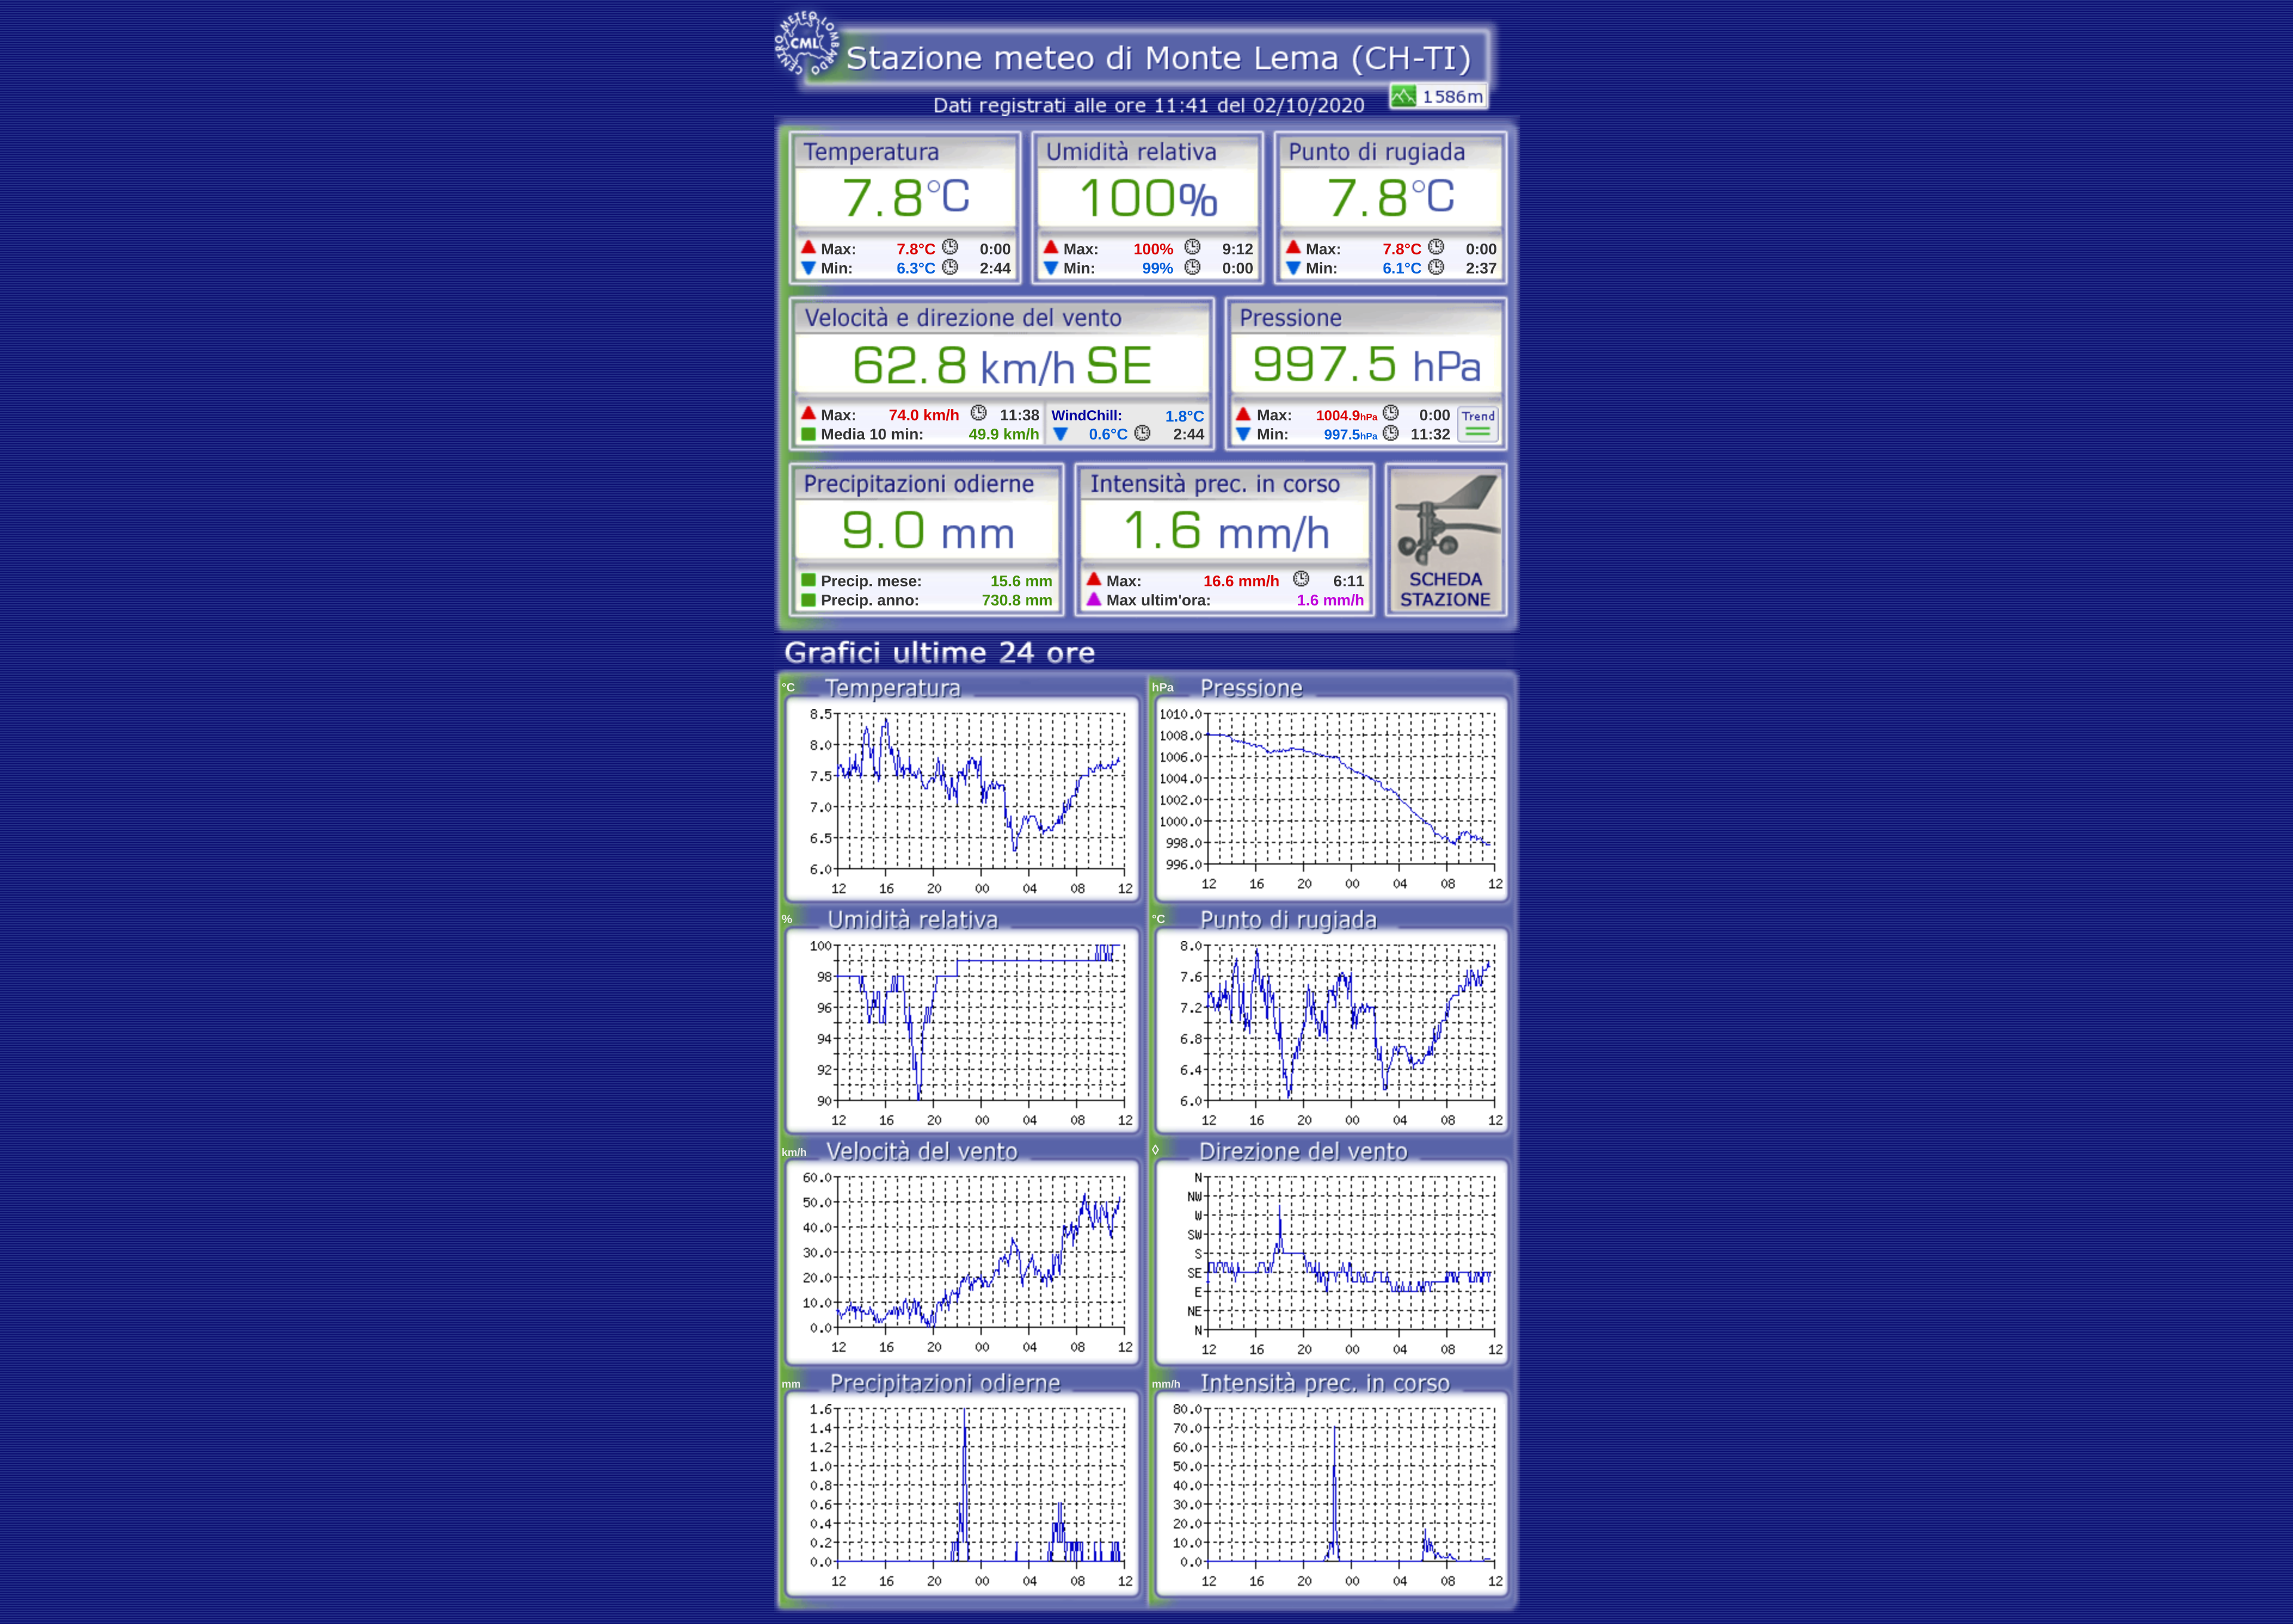 CENTRO METEO LOMBARDO
CML
Stazione meteo di Monte Lema (CH-TI)
Dati registrati alle ore 11:41 del 02/10/2020
1586m
Temperatura Umidità relativa Punto di rugiada
7.8°C 100% 7.8°C
Max: 7.8°C 0:00 Max: 100% 9:12 Max: 7.8°C 0:00
Min: 6.3°C 2:44 Min: 99% 0:00 Min: 6.1°C 2:37
Velocità e direzione del vento Pressione
62.8 km/h SE 997.5 hPa
Max: 74.0 km/h 11:38 WindChill: 1.8°C Max: 1004.9hPa 0:00 Trend
Media 10 min: 49.9 km/h 0.6°C 2:44 Min: 997.5hPa 11:32
Precipitazioni odierne Intensità prec. in corso
9.0 mm 1.6 mm/h
Precip. mese: 15.6 mm Max: 16.6 mm/h 6:11 SCHEDA
Precip. anno: 730.8 mm Max ultim'ora: 1.6 mm/h STAZIONE
Grafici ultime 24 ore
°C Temperatura
8.5
8.0
7.5
7.0
6.5
6.0
12 16 20 00 04 08 12
hPa Pressione
1010.0
1008.0
1006.0
1004.0
1002.0
1000.0
998.0
996.0
12 16 20 00 04 08 12
% Umidità relativa
100
98
96
94
92
90
12 16 20 00 04 08 12
°C Punto di rugiada
8.0
7.6
7.2
6.8
6.4
6.0
12 16 20 00 04 08 12
km/h Velocità del vento
60.0
50.0
40.0
30.0
20.0
10.0
0.0
12 16 20 00 04 08 12
◊ Direzione del vento
N
NW
W
SW
S
SE
E
NE
N
12 16 20 00 04 08 12
mm Precipitazioni odierne
1.6
1.4
1.2
1.0
0.8
0.6
0.4
0.2
0.0
12 16 20 00 04 08 12
mm/h Intensità prec. in corso
80.0
70.0
60.0
50.0
40.0
30.0
20.0
10.0
0.0
12 16 20 00 04 08 12